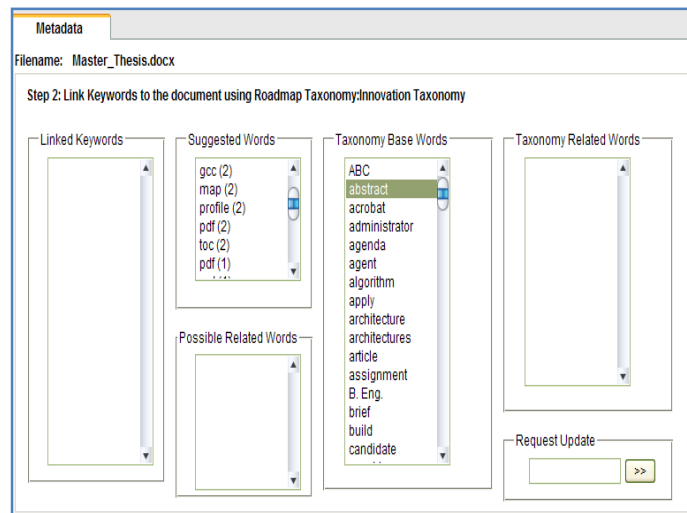 Metadata
Filename: Master_Thesis.docx
Step 2: Link Keywords to the document using Roadmap Taxonomy:Innovation Taxonomy
Linked Keywords
Suggested Words
gcc (2)
map (2)
profile (2)
pdf (2)
toc (2)
pdf (1)
Possible Related Words
Taxonomy Base Words
ABC
abstract
acrobat
administrator
agenda
agent
algorithm
apply
architecture
architectures
article
assignment
B. Eng.
brief
build
candidate
Taxonomy Related Words
Request Update
>>